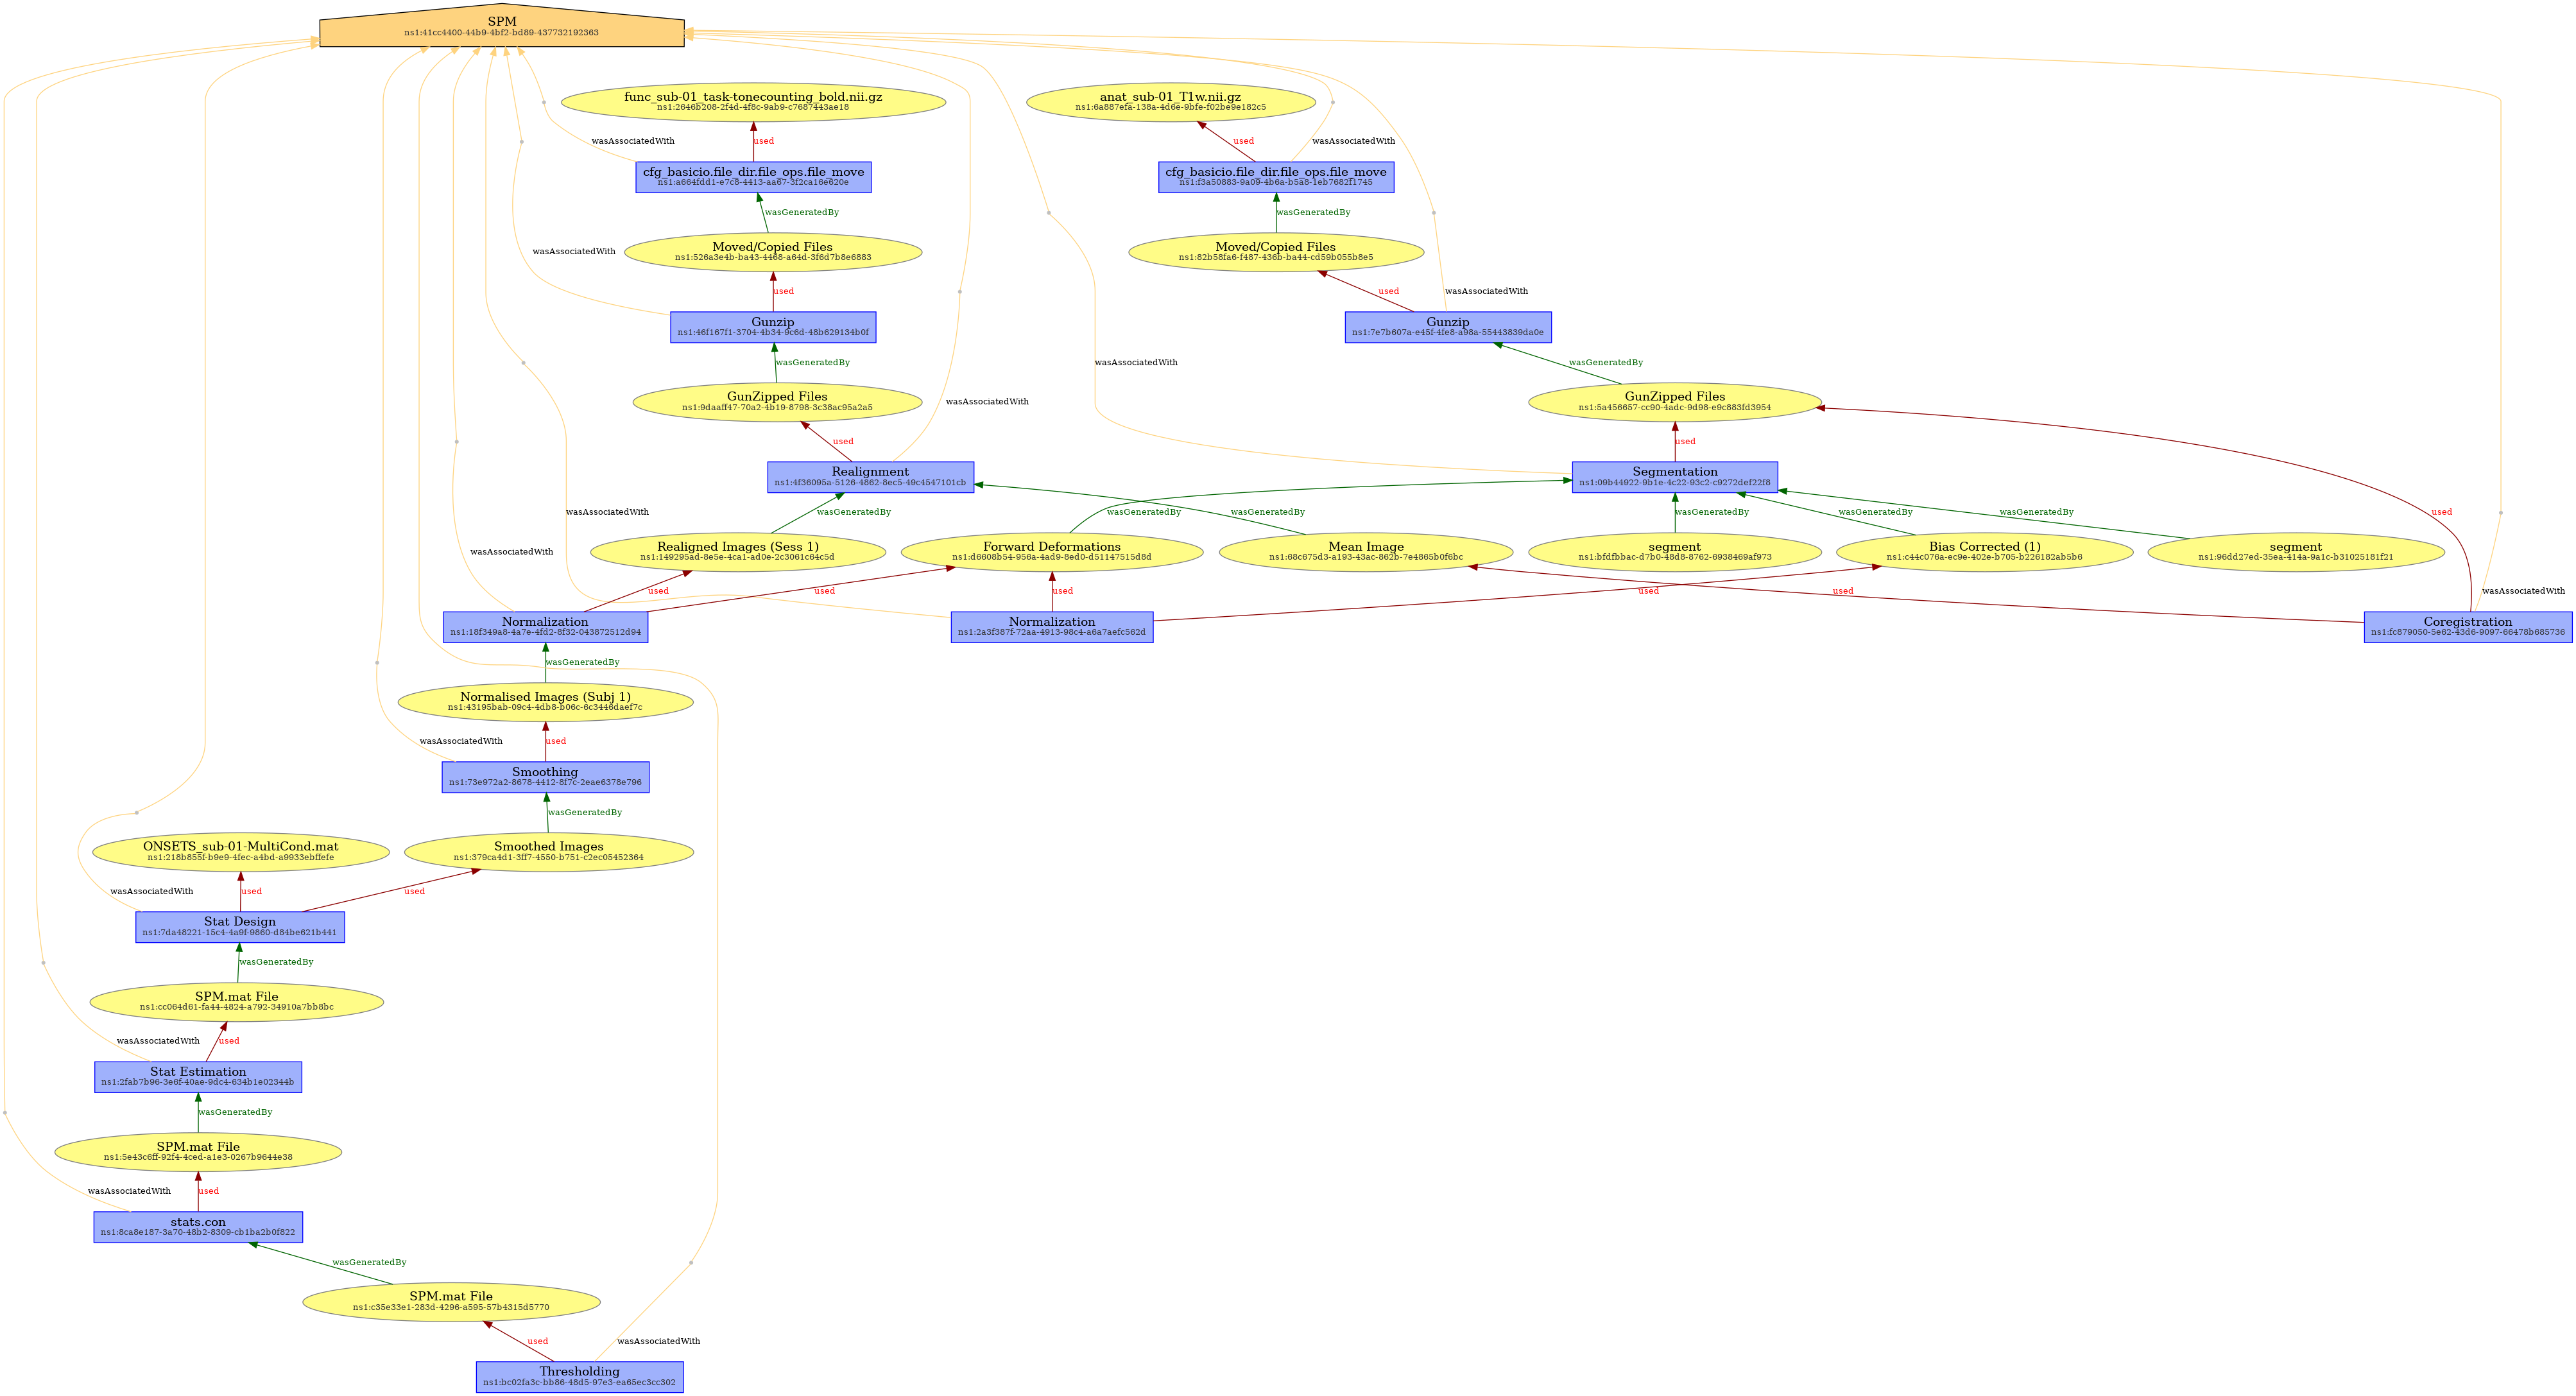 SPM
ns1:41cc4400-44b9-4bf2-bd89-437732192363
func_sub-01_task-tonecounting_bold.nii.gz
ns1:2646b208-2f4d-4f8c-9ab9-c7687443ae18
anat_sub-01_T1w.nii.gz
ns1:6a887efa-138a-4d6e-9bfe-f02be9e182c5
wasAssociatedWith
used
used
wasAssociatedWith
cfg_basicio.file_dir.file_ops.file_move
ns1:a664fdd1-e7c8-4413-aa67-3f2ca16e620e
cfg_basicio.file_dir.file_ops.file_move
ns1:f3a50883-9a09-4b6a-b5a8-1eb7682f1745
wasGeneratedBy
wasGeneratedBy
Moved/Copied Files
ns1:526a3e4b-ba43-4468-a64d-3f6d7b8e6883
Moved/Copied Files
ns1:82b58fa6-f487-436b-ba44-cd59b055b8e5
wasAssociatedWith
used
used
wasAssociatedWith
Gunzip
ns1:46f167f1-3704-4b34-9c6d-48b629134b0f
Gunzip
ns1:7e7b607a-e45f-4fe8-a98a-55443839da0e
wasGeneratedBy
wasAssociatedWith
wasGeneratedBy
GunZipped Files
ns1:9daaff47-70a2-4b19-8798-3c38ac95a2a5
wasAssociatedWith
GunZipped Files
ns1:5a456657-cc90-4adc-9d98-e9c883fd3954
used
used
Realignment
ns1:4f36095a-5126-4862-8ec5-49c4547101cb
Segmentation
ns1:09b44922-9b1e-4c22-93c2-c9272def22f8
wasAssociatedWith
wasGeneratedBy
wasGeneratedBy
wasGeneratedBy
wasGeneratedBy
wasGeneratedBy
wasGeneratedBy
used
wasAssociatedWith
Realigned Images (Sess 1)
ns1:149295ad-8e5e-4ca1-ad0e-2c3061c64c5d
Forward Deformations
ns1:d6608b54-956a-4ad9-8ed0-d51147515d8d
Mean Image
ns1:68c675d3-a193-43ac-862b-7e4865b0f6bc
segment
ns1:bfdfbbac-d7b0-48d8-8762-6938469af973
Bias Corrected (1)
ns1:c44c076a-ec9e-402e-b705-b226182ab5b6
segment
ns1:96dd27ed-35ea-414a-9a1c-b31025181f21
used
used
used
used
used
wasAssociatedWith
Normalization
ns1:18f349a8-4a7e-4fd2-8f32-043872512d94
Normalization
ns1:2a3f387f-72aa-4913-98c4-a6a7aefc562d
Coregistration
ns1:fc879050-5e62-43d6-9097-66478b685736
wasGeneratedBy
Normalised Images (Subj 1)
ns1:43195bab-09c4-4db8-b06c-6c3446daef7c
wasAssociatedWith
used
Smoothing
ns1:73e972a2-8678-4412-8f7c-2eae6378e796
wasGeneratedBy
ONSETS_sub-01-MultiCond.mat
ns1:218b855f-b9e9-4fec-a4bd-a9933ebffefe
Smoothed Images
ns1:379ca4d1-3ff7-4550-b751-c2ec05452364
wasAssociatedWith
used
used
Stat Design
ns1:7da48221-15c4-4a9f-9860-d84be621b441
wasGeneratedBy
SPM.mat File
ns1:cc064d61-fa44-4824-a792-34910a7bb8bc
wasAssociatedWith
used
Stat Estimation
ns1:2fab7b96-3e6f-40ae-9dc4-634b1e02344b
wasGeneratedBy
SPM.mat File
ns1:5e43c6ff-92f4-4ced-a1e3-0267b9644e38
wasAssociatedWith
used
stats.con
ns1:8ca8e187-3a70-48b2-8309-cb1ba2b0f822
wasGeneratedBy
SPM.mat File
ns1:c35e33e1-283d-4296-a595-57b4315d5770
used
wasAssociatedWith
Thresholding
ns1:bc02fa3c-bb86-48d5-97e3-ea65ec3cc302